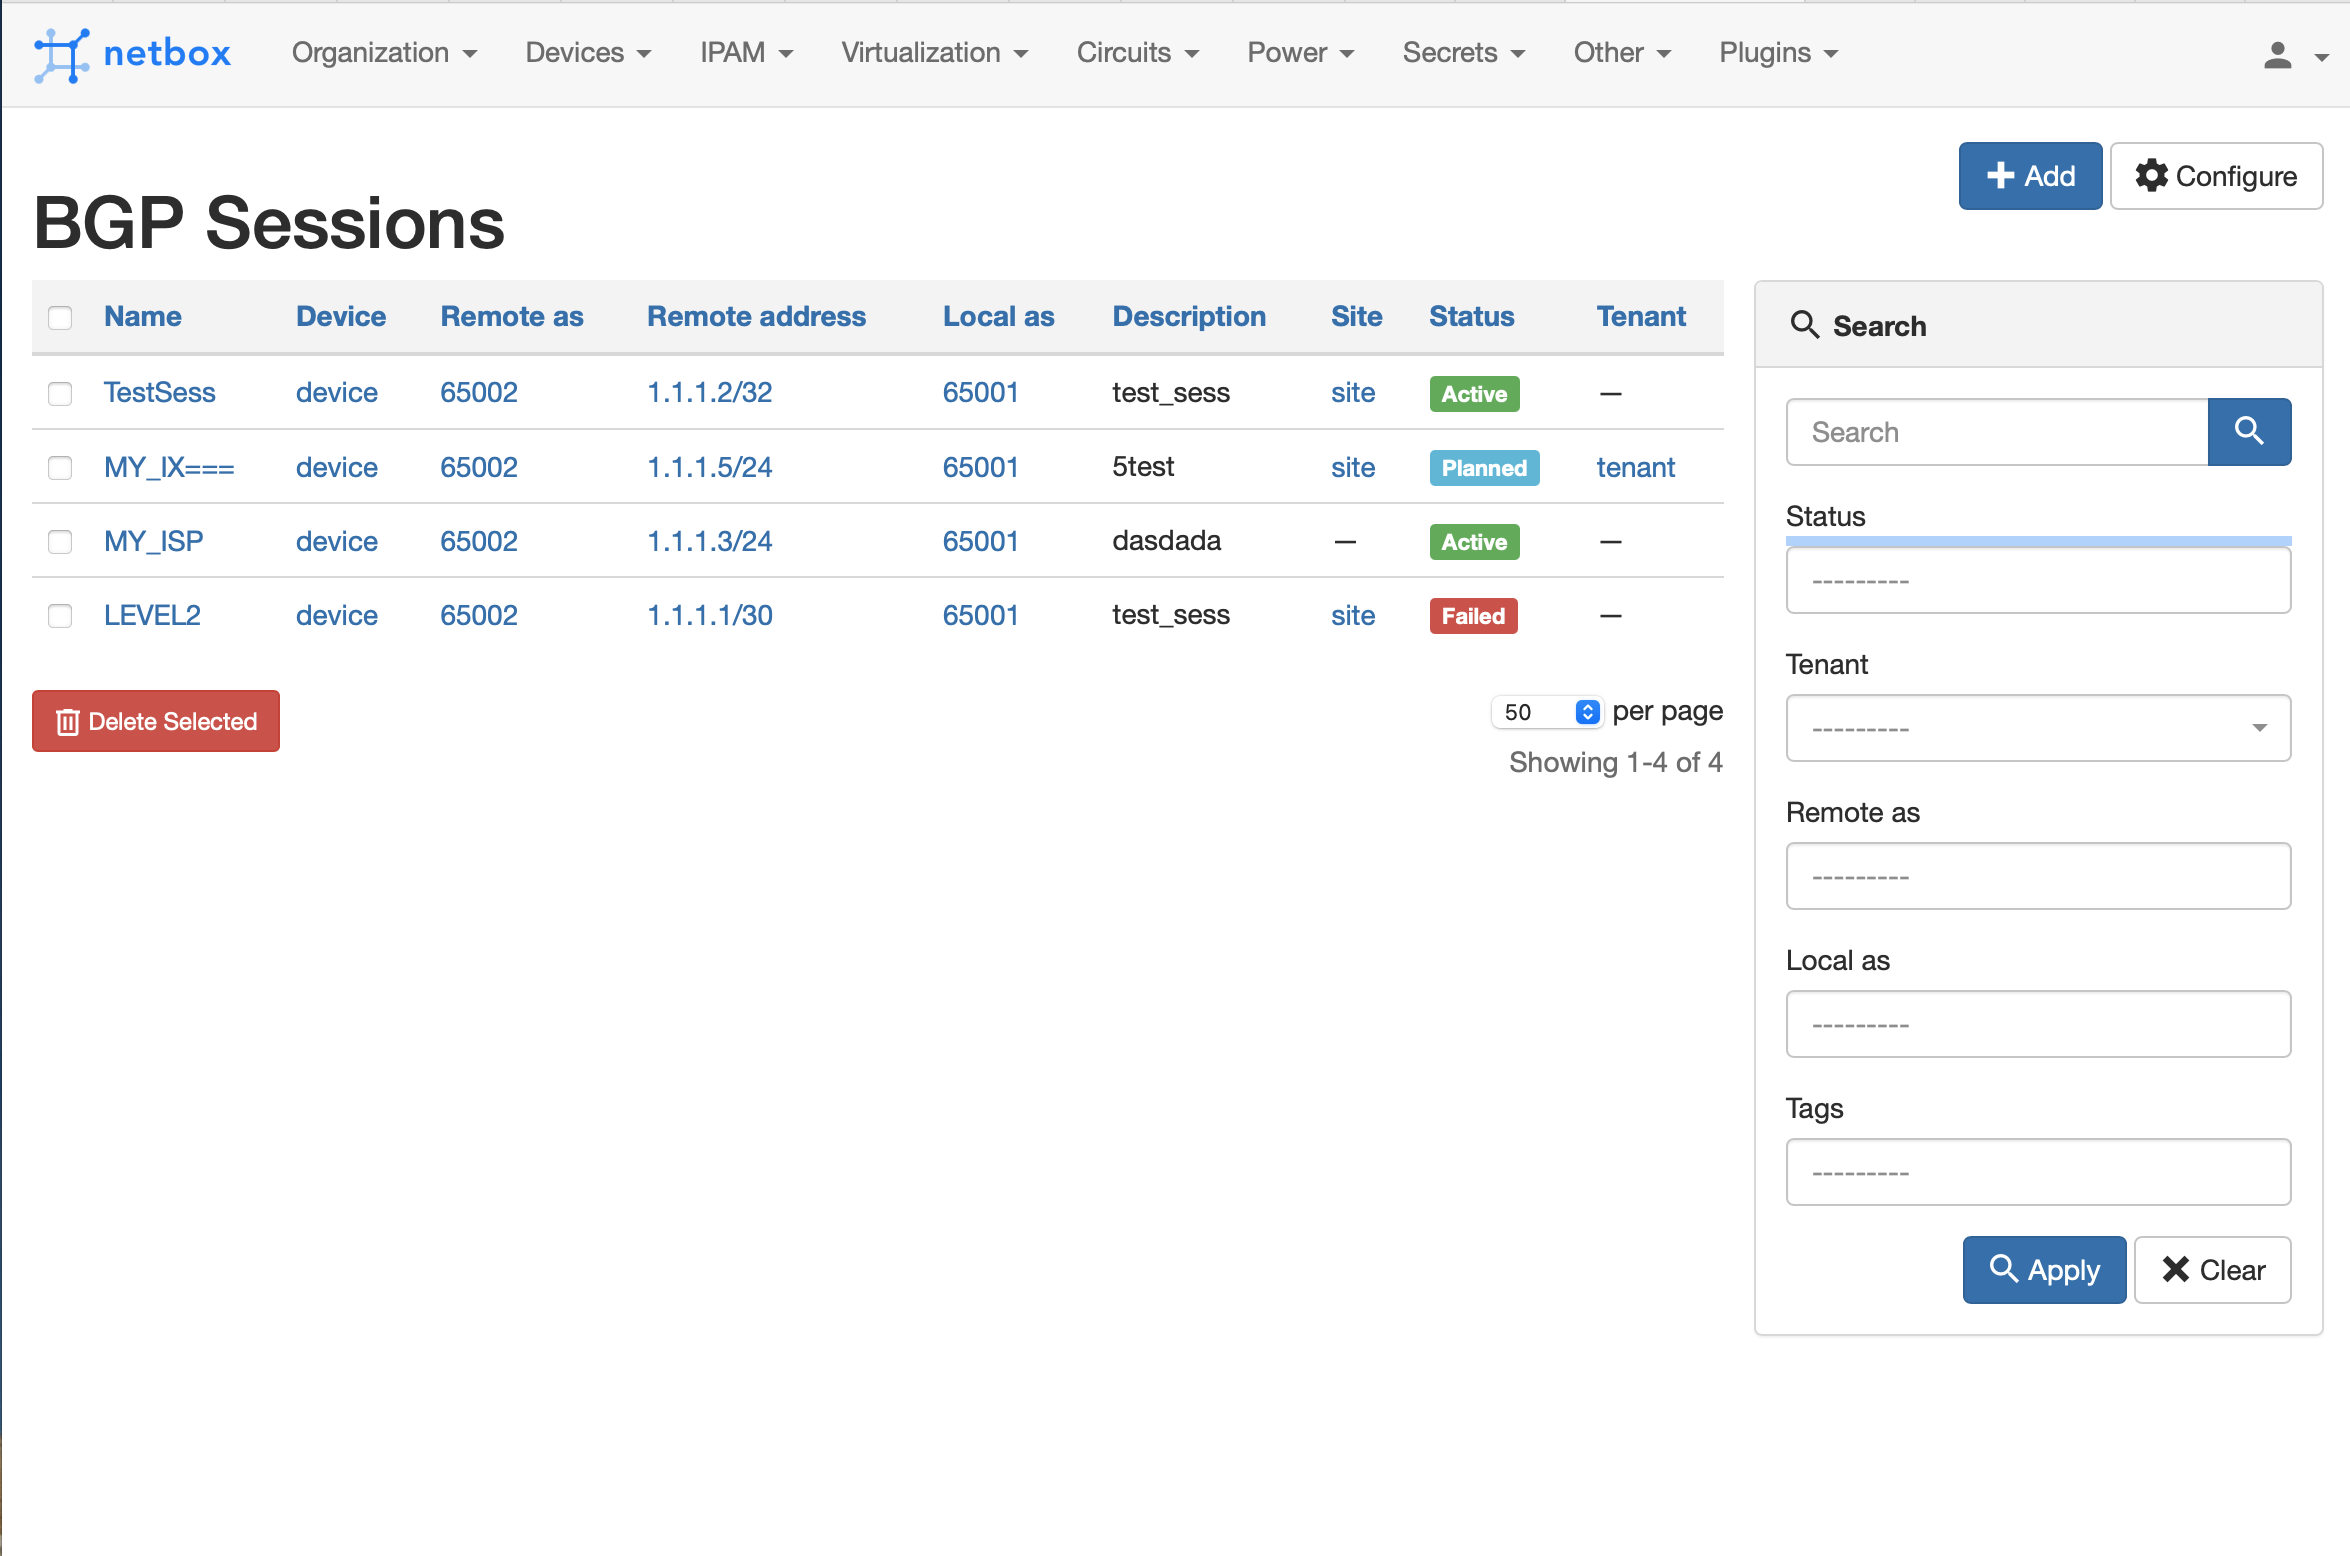 netbox Organization Devices IPAM Virtualization Circuits Power Secrets Other Plugins
Add Configure
BGP Sessions
Name Device Remote as Remote address Local as Description Site Status Tenant
TestSess device 65002 1.1.1.2/32 65001 test_sess site Active —
MY_IX=== device 65002 1.1.1.5/24 65001 5test site Planned tenant
MY_ISP device 65002 1.1.1.3/24 65001 dasdada — Active —
LEVEL2 device 65002 1.1.1.1/30 65001 test_sess site Failed —
Delete Selected
50 per page
Showing 1-4 of 4
Search
Search
Status
---------
Tenant
---------
Remote as
---------
Local as
---------
Tags
---------
Apply Clear